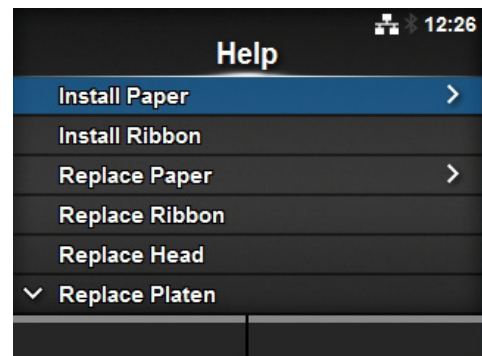 12:26
Help
Install Paper
Install Ribbon
Replace Paper
Replace Ribbon
Replace Head
Replace Platen